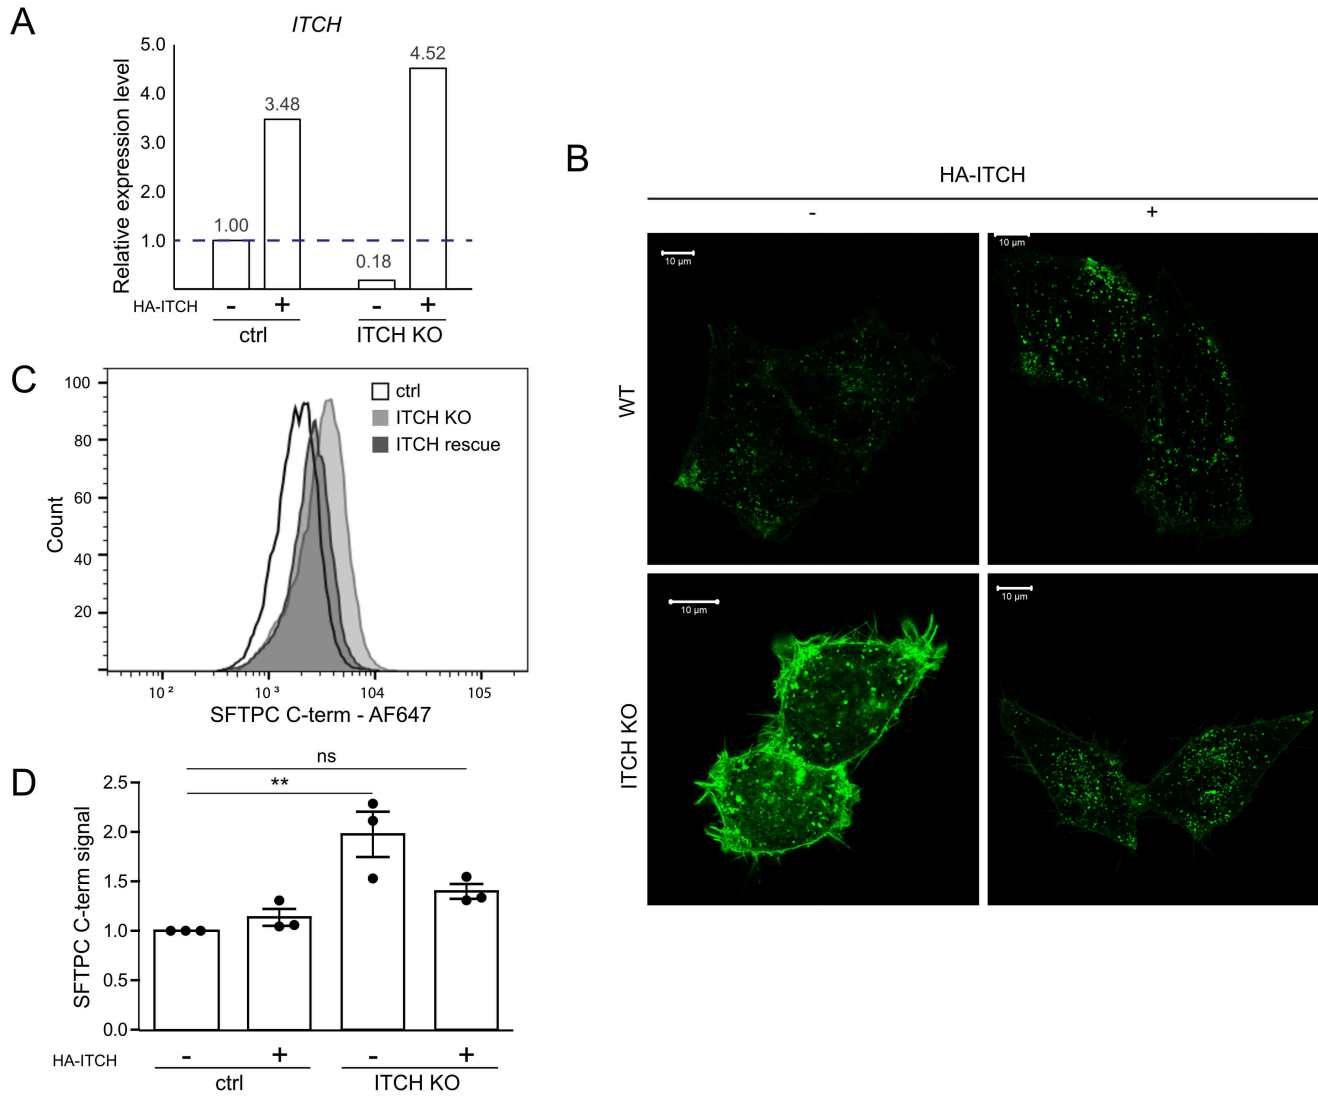 A
ITCH
Relative expression level
5.0
4.0
3.0
2.0
1.0
1.00
3.48
0.18
4.52
HA-ITCH - + - +
ctrl ITCH KO
B
HA-ITCH
- +
WT
ITCH KO
10 µm
10 µm
10 µm
10 µm
C
Count
100
80
60
40
20
ctrl
ITCH KO
ITCH rescue
10² 10³ 104 105
SFTPC C-term - AF647
D
SFTPC C-term signal
2.5
2.0
1.5
1.0
0.5
0.0
ns
**
HA-ITCH - + - +
ctrl ITCH KO